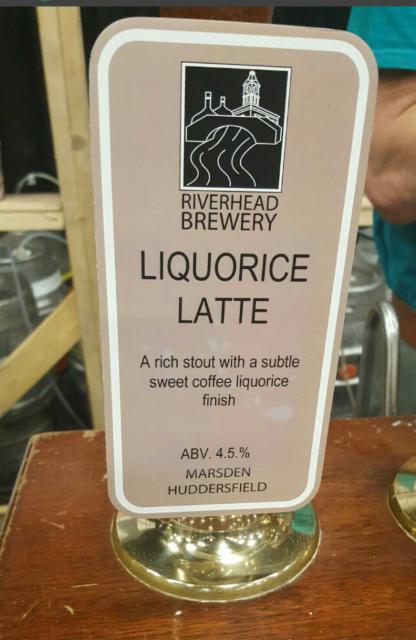 RIVERHEAD
BREWERY
LIQUORICE
LATTE
A rich stout with a subtle
sweet coffee liquorice
finish
ABV. 4.5.%
MARSDEN
HUDDERSFIELD